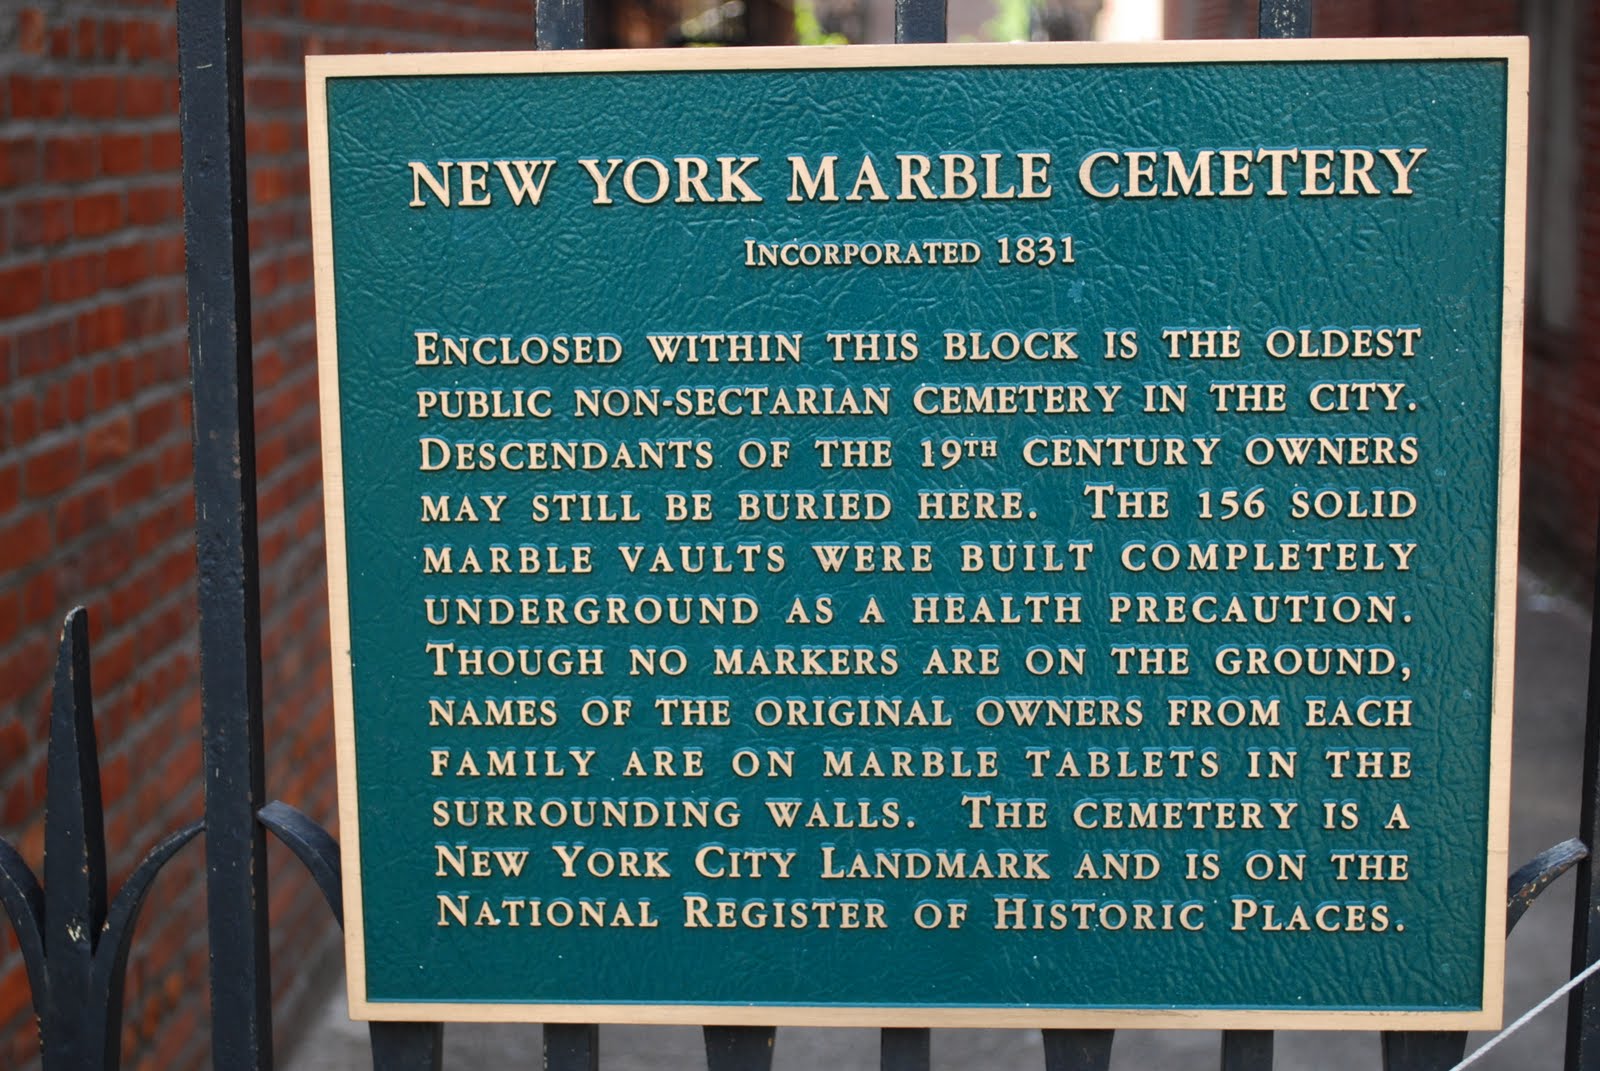 NEW YORK MARBLE CEMETERY
INCORPORATED 1831
ENCLOSED WITHIN THIS BLOCK IS THE OLDEST
PUBLIC NON-SECTARIAN CEMETERY IN THE CITY.
DESCENDANTS OF THE 19TH CENTURY OWNERS
MAY STILL BE BURIED HERE. THE 156 SOLID
MARBLE VAULTS WERE BUILT COMPLETELY
UNDERGROUND AS A HEALTH PRECAUTION.
THOUGH NO MARKERS ARE ON THE GROUND,
NAMES OF THE ORIGINAL OWNERS FROM EACH
FAMILY ARE ON MARBLE TABLETS IN THE
SURROUNDING WALLS. THE CEMETERY IS A
NEW YORK CITY LANDMARK AND IS ON THE
NATIONAL REGISTER OF HISTORIC PLACES.